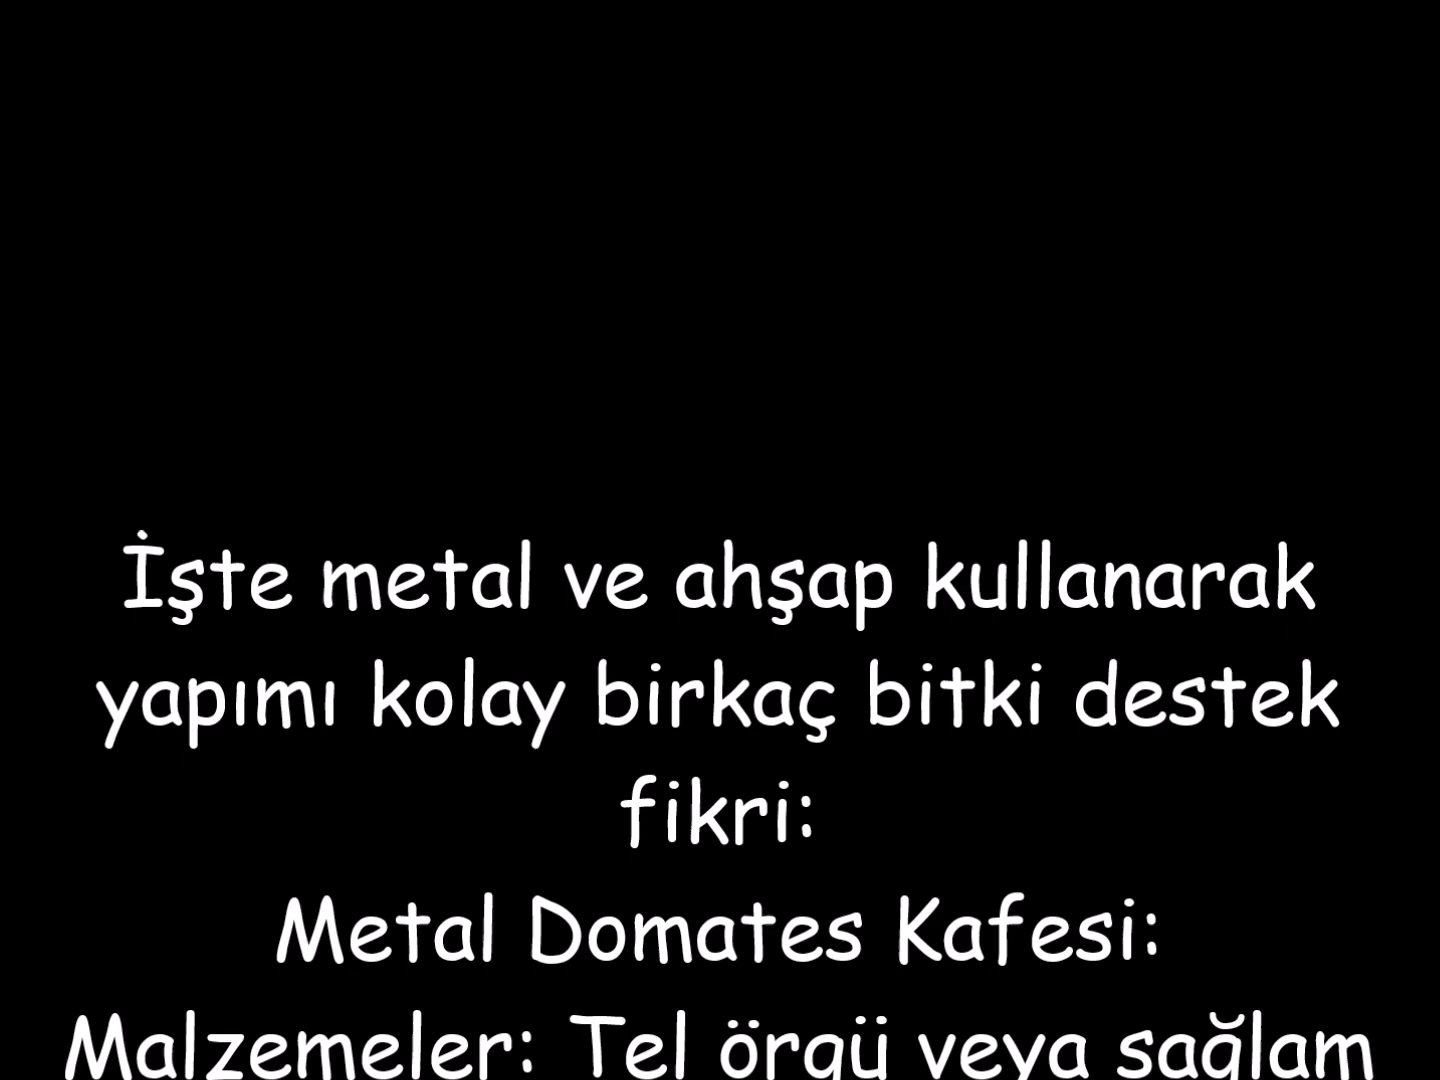 İşte metal ve ahşap kullanarak
yapımı kolay birkaç bitki destek
fikri:
Metal Domates Kafesi:
Malzemeler: Tel örgü veya sağlam